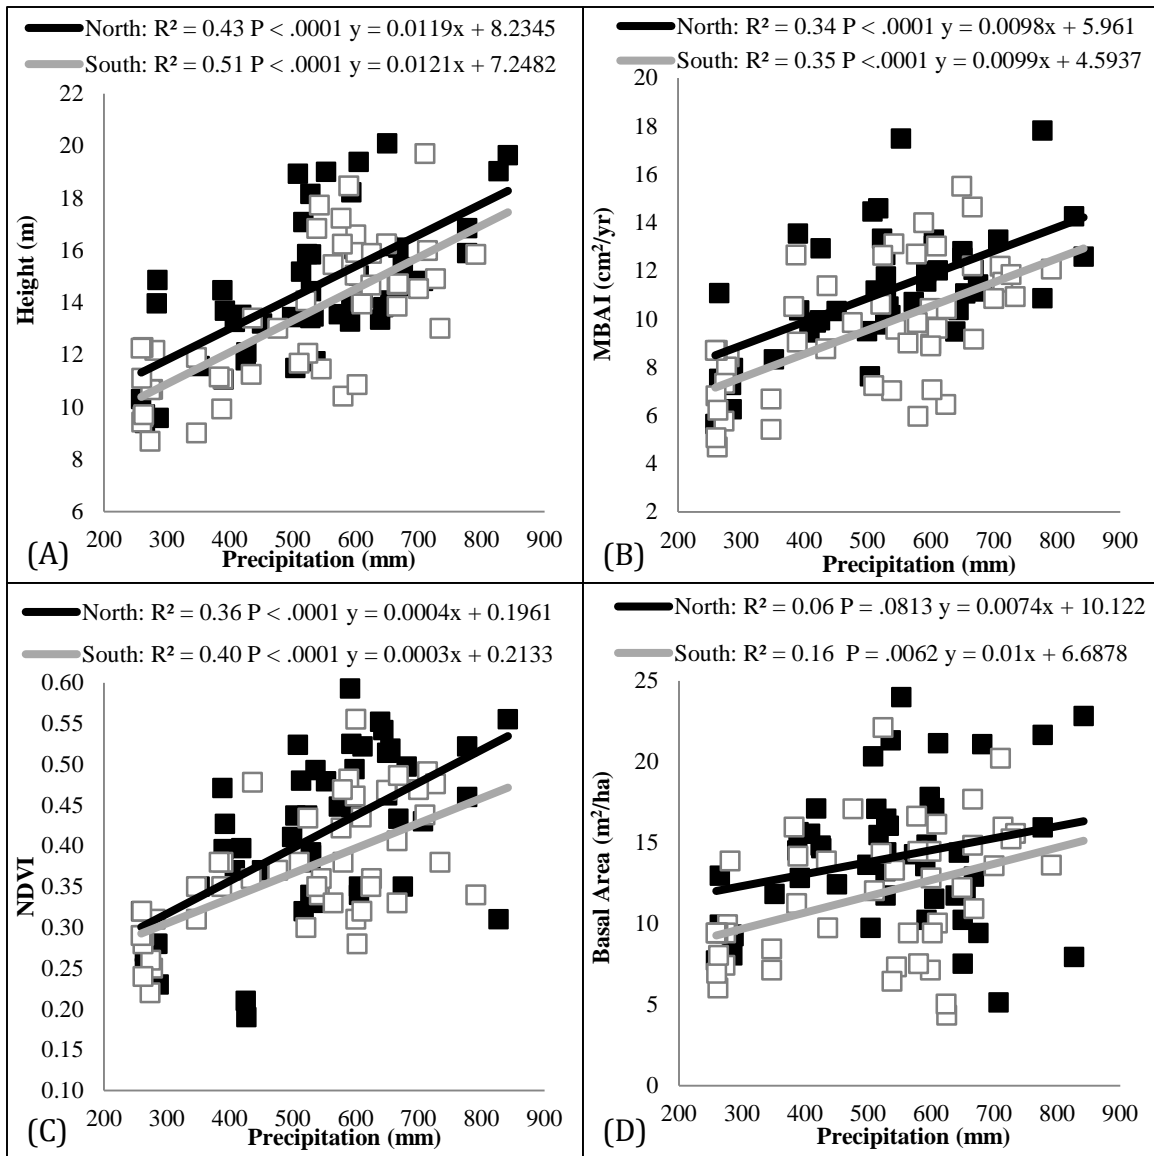 North: R² = 0.43 P < .0001 y = 0.0119x + 8.2345
South: R² = 0.51 P < .0001 y = 0.0121x + 7.2482
22
20
18
16
14
12
10
8
6
Height (m)
200 300 400 500 600 700 800 900
Precipitation (mm)
(A)
North: R² = 0.34 P <.0001 y = 0.0098x + 5.961
South: R² = 0.35 P <.0001 y = 0.0099x + 4.5937
20
18
16
14
12
10
8
6
4
2
MBAI (cm²/yr)
200 300 400 500 600 700 800 900
Precipitation (mm)
(B)
North: R² = 0.36 P < .0001 y = 0.0004x + 0.1961
South: R² = 0.40 P < .0001 y = 0.0003x + 0.2133
0.60
0.55
0.50
0.45
0.40
0.35
0.30
0.25
0.20
0.15
0.10
NDVI
200 300 400 500 600 700 800 900
Precipitation (mm)
(C)
North: R² = 0.06 P = .0813 y = 0.0074x + 10.122
South: R² = 0.16 P = .0062 y = 0.01x + 6.6878
25
20
15
10
5
0
Basal Area (m²/ha)
200 300 400 500 600 700 800 900
Precipitation (mm)
(D)